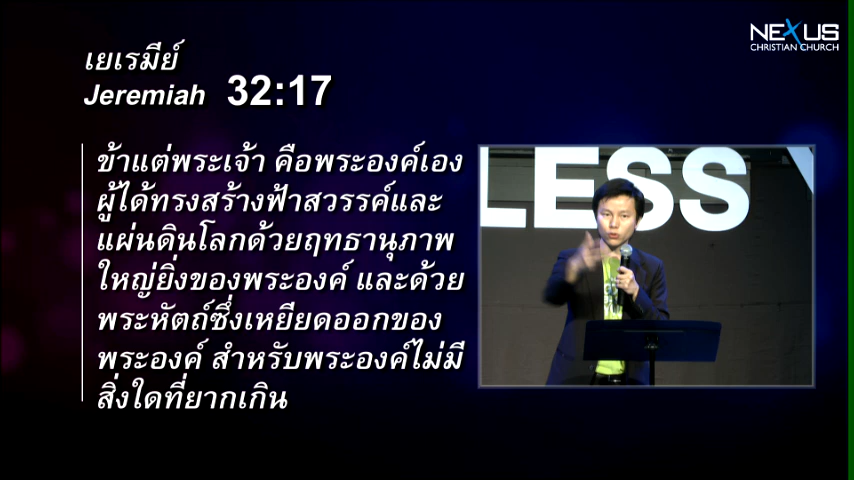 NEXUS
CHRISTIAN CHURCH
เยเรมีย์
Jeremiah 32:17
ข้าแต่พระเจ้า คือพระองค์เอง
ผู้ได้ทรงสร้างฟ้าสวรรค์และ
แผ่นดินโลกด้วยฤทธานุภาพ
ใหญ่ยิ่งของพระองค์ และด้วย
พระหัตถ์ซึ่งเหยียดออกของ
พระองค์ สำหรับพระองค์ไม่มี
สิ่งใดที่ยากเกิน
LESS